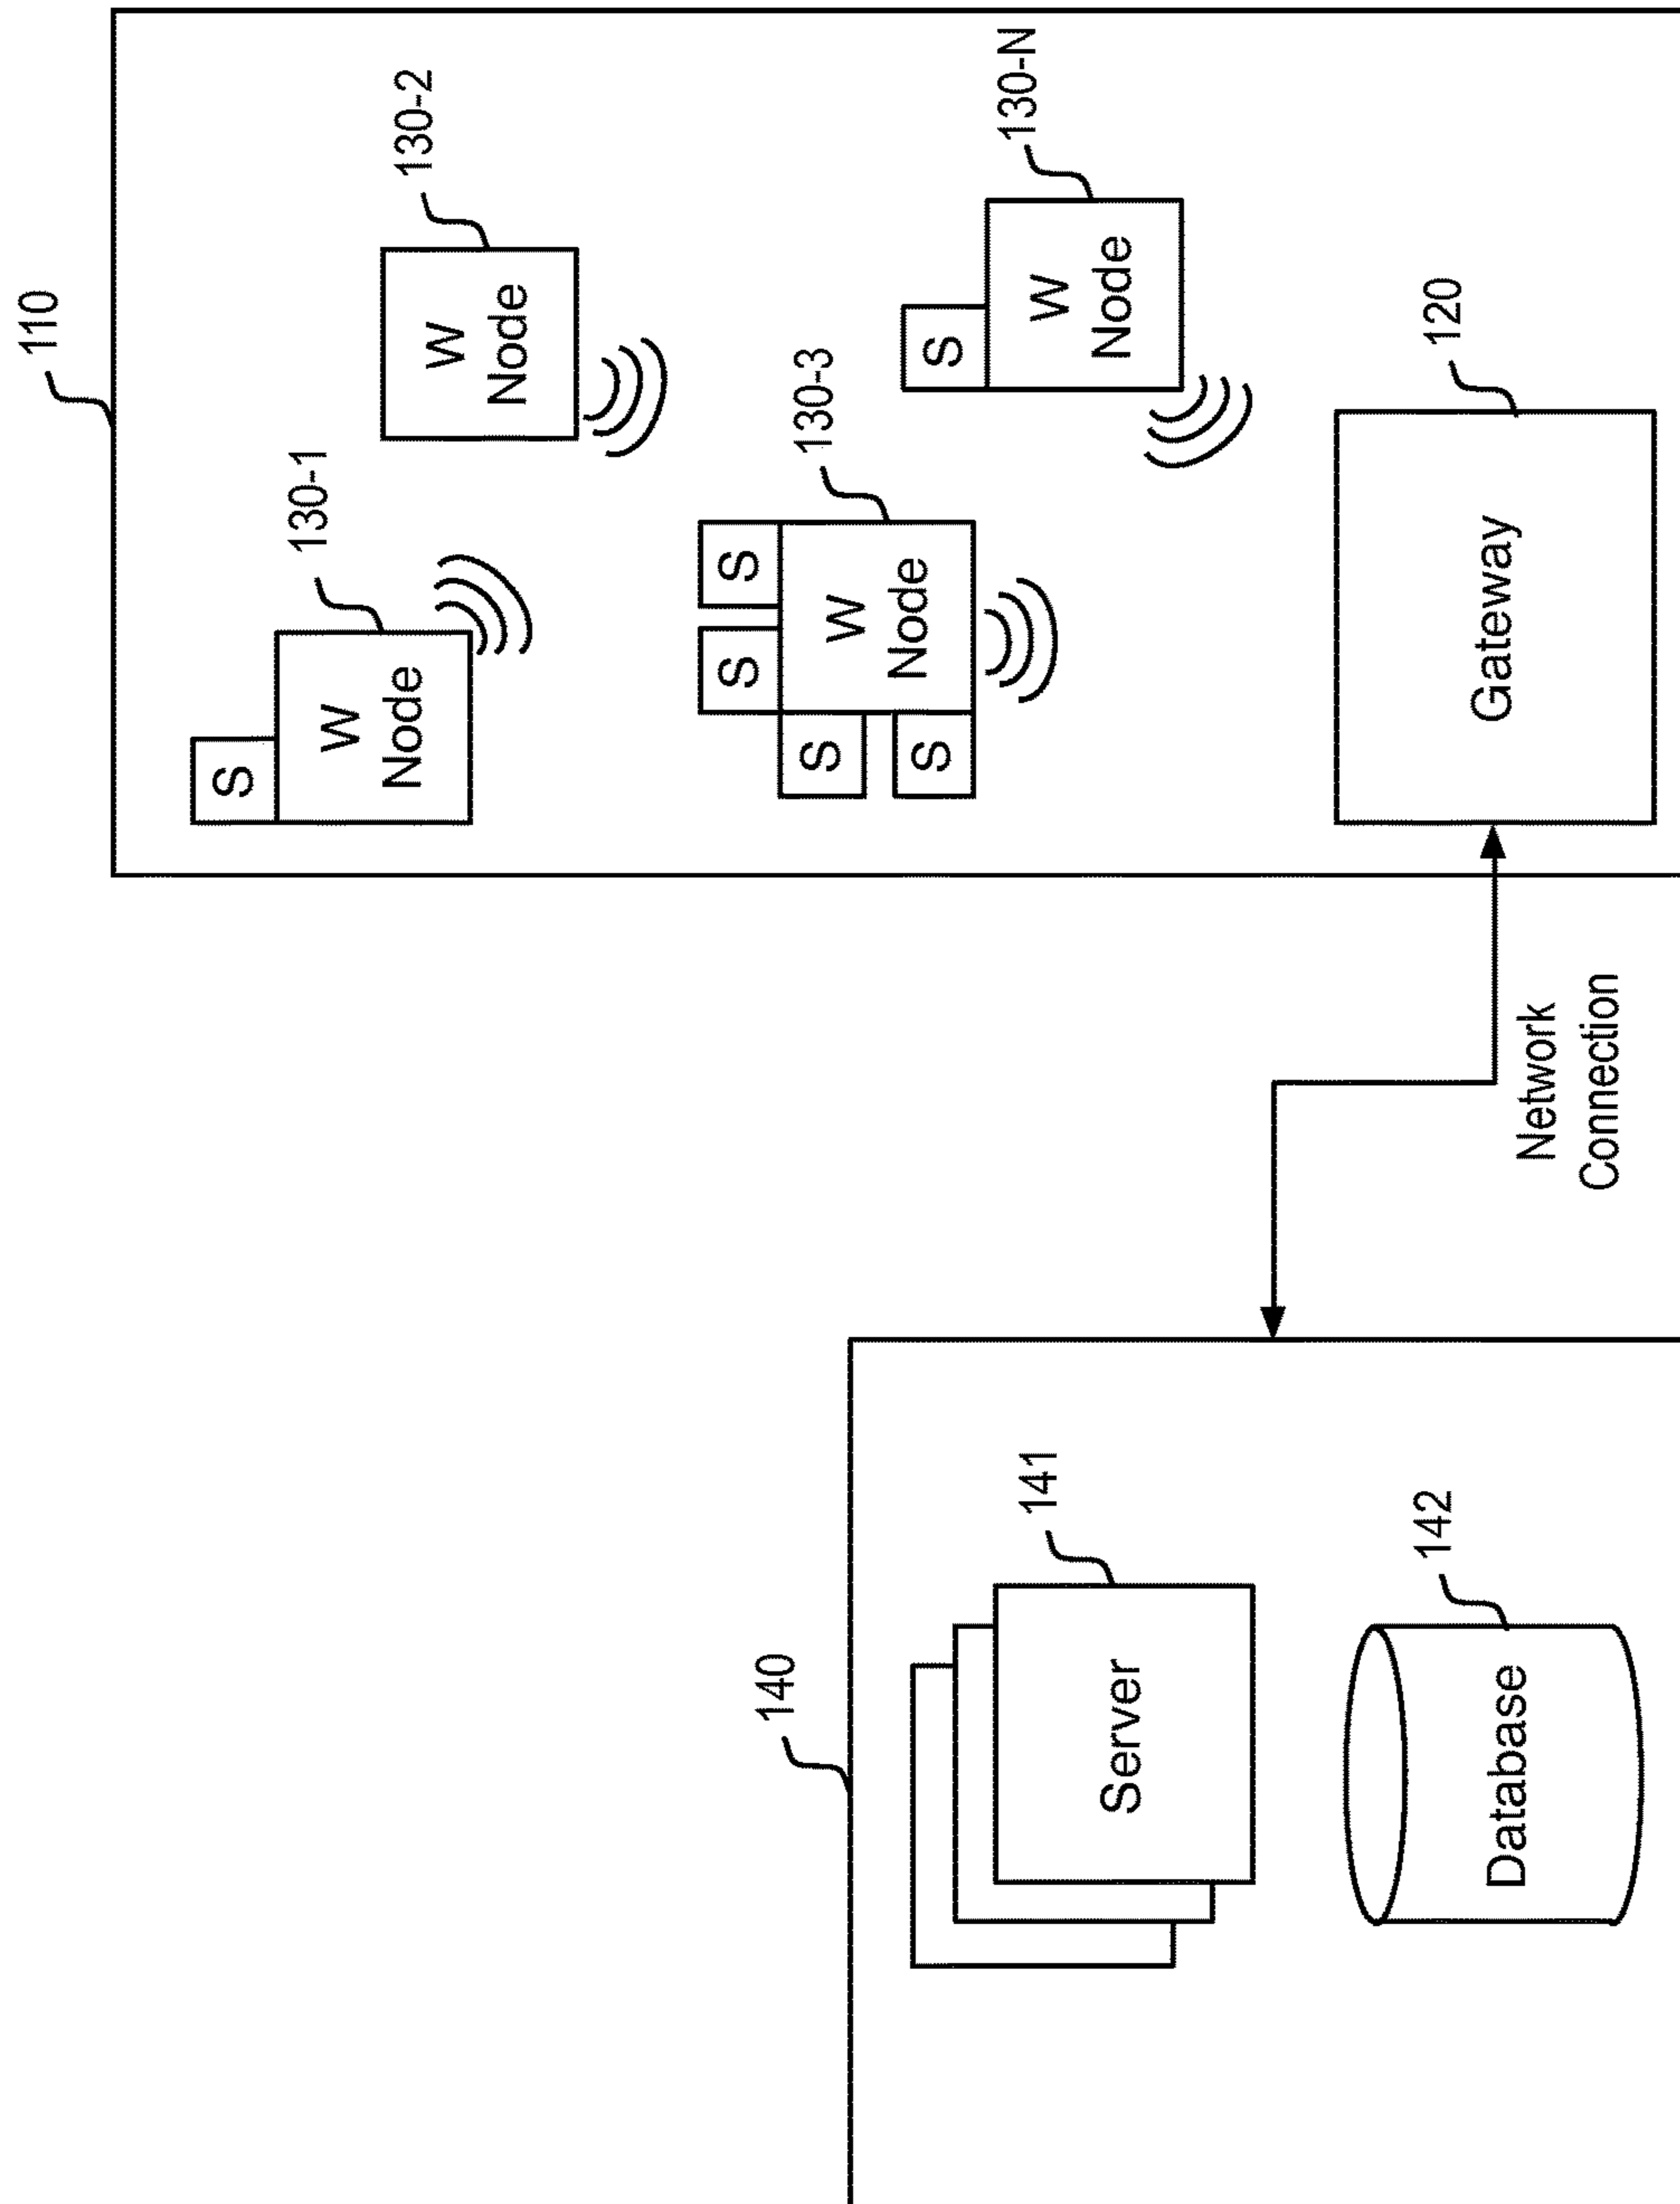 110
130-1
130-2
S
W
Node
W
Node
130-3
130-N
S
S
S
S
W
Node
S
W
Node
120
Gateway
Network
Connection
140
141
Server
142
Database